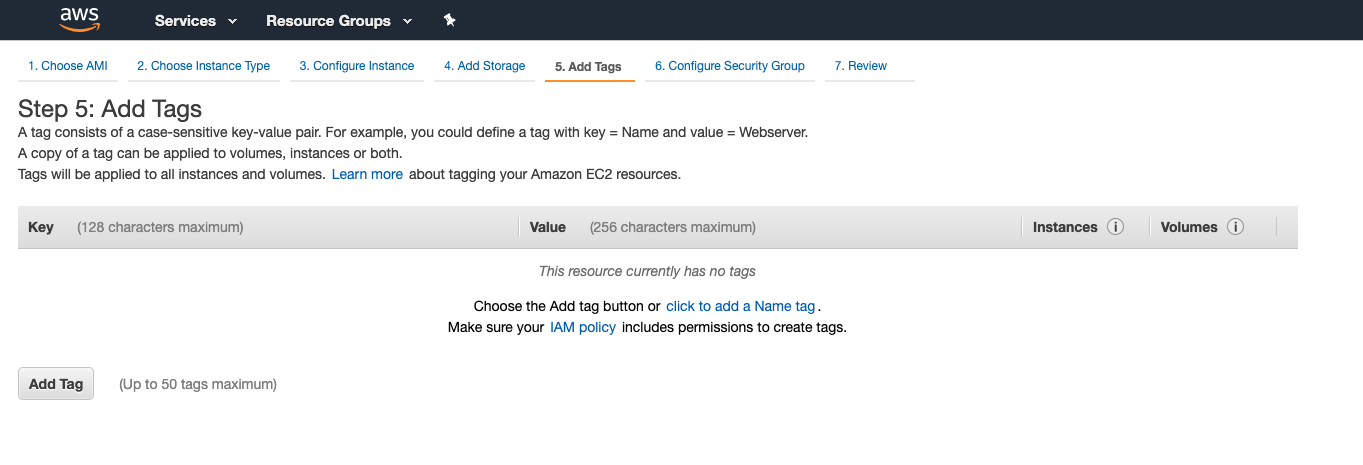 aws Services Resource Groups
1. Choose AMI 2. Choose Instance Type 3. Configure Instance 4. Add Storage 5. Add Tags 6. Configure Security Group 7. Review
Step 5: Add Tags
A tag consists of a case-sensitive key-value pair. For example, you could define a tag with key = Name and value = Webserver.
A copy of a tag can be applied to volumes, instances or both.
Tags will be applied to all instances and volumes. Learn more about tagging your Amazon EC2 resources.
Key (128 characters maximum) Value (256 characters maximum) Instances i Volumes i
This resource currently has no tags
Choose the Add tag button or click to add a Name tag.
Make sure your IAM policy includes permissions to create tags.
Add Tag (Up to 50 tags maximum)